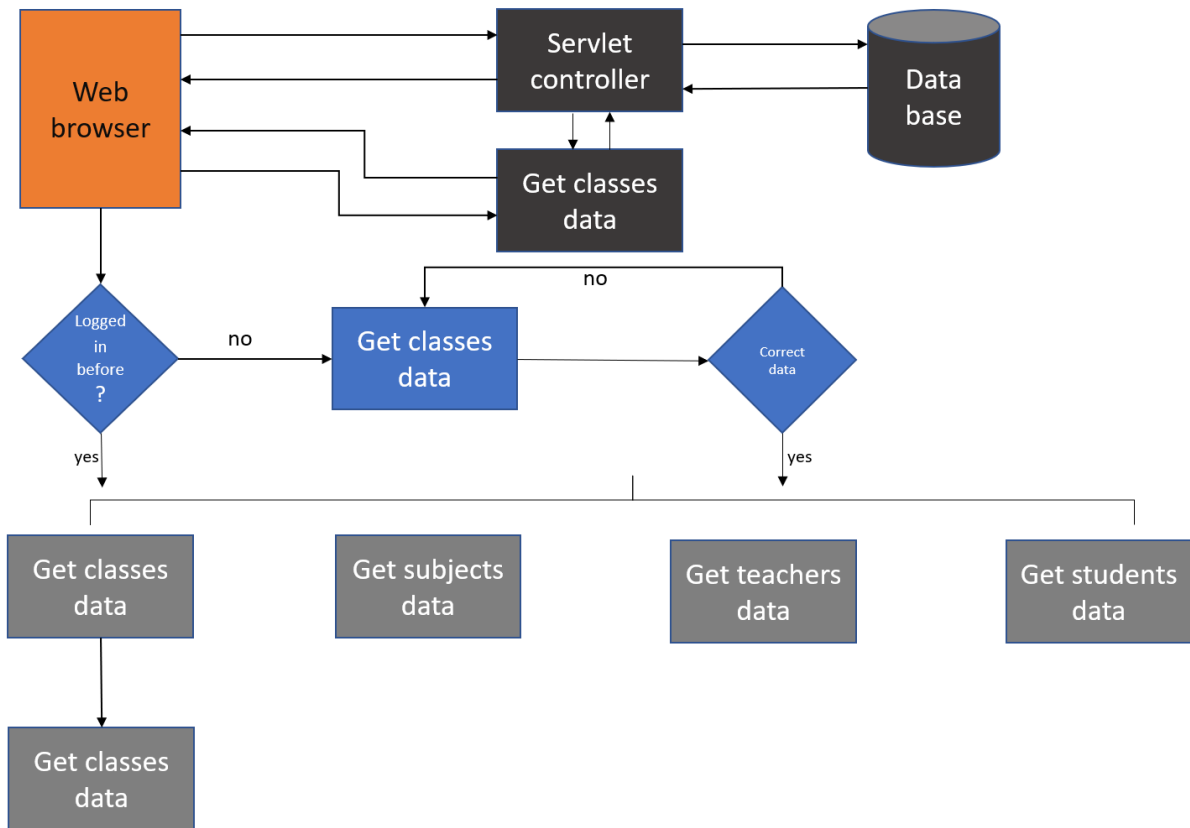 Web
browser
Servlet
controller
Data
base
Get classes
data
no
Logged
in
before
?
no
Get classes
data
Correct
data
yes
yes
Get classes
data
Get subjects
data
Get teachers
data
Get students
data
Get classes
data